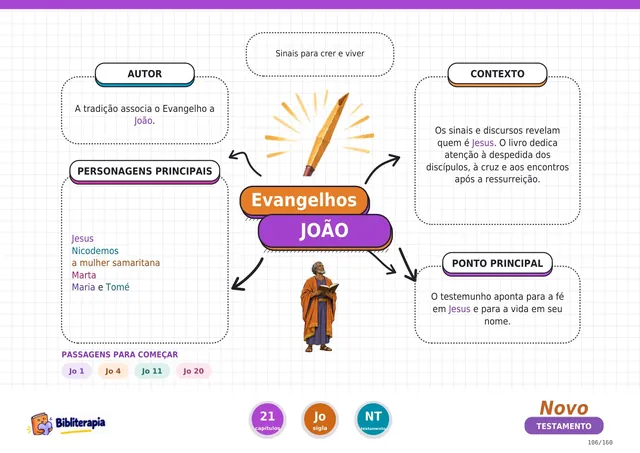 Sinais para crer e viver
AUTOR
A tradição associa o Evangelho a
João.
CONTEXTO
Os sinais e discursos revelam
quem é Jesus. O livro dedica
atenção à despedida dos
discípulos, à cruz e aos encontros
após a ressurreição.
PERSONAGENS PRINCIPAIS
Jesus
Nicodemos
a mulher samaritana
Marta
Maria e Tomé
Evangelhos
JOÃO
PONTO PRINCIPAL
O testemunho aponta para a fé
em Jesus e para a vida em seu
nome.
PASSAGENS PARA COMEÇAR
Jo 1
Jo 4
Jo 11
Jo 20
Bibliterapia
21
capítulos
Jo
sigla
NT
testamento
Novo
TESTAMENTO
106/160